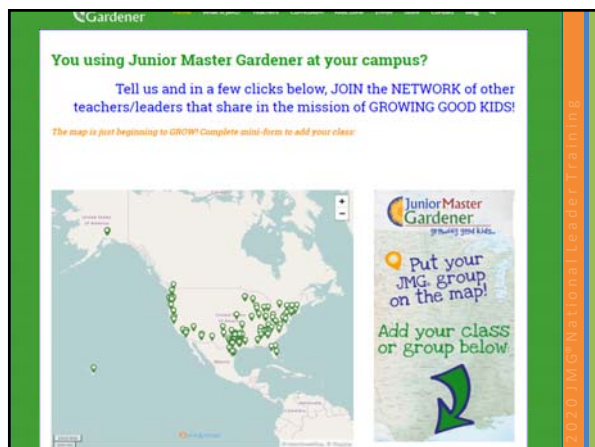 Gardener
You using Junior Master Gardener at your campus?
Tell us and in a few clicks below, JOIN the NETWORK of other
teachers/leaders that share in the mission of GROWING GOOD KIDS!
The map is just beginning to GROW! Complete mini-form to add your class:
+
−
Junior Master
Gardener
growing good kids...
Put your
JMG® group
on the map!
Add your class
or group below
2020 JMG® National Leader Training